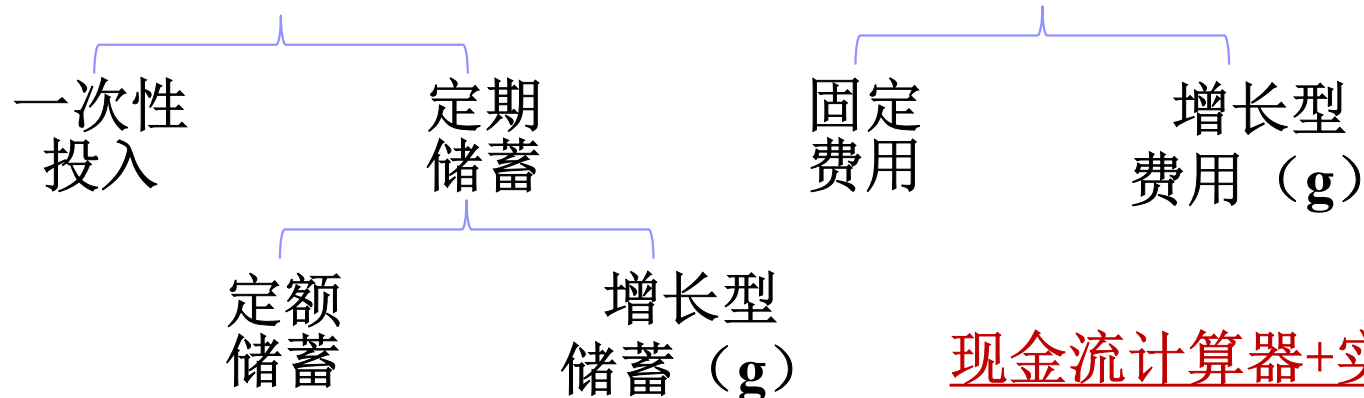 一次性
投入
定期
储蓄
固定
费用
增长型
费用（g）
定额
储蓄
增长型
储蓄（g）
现金流计算器+实